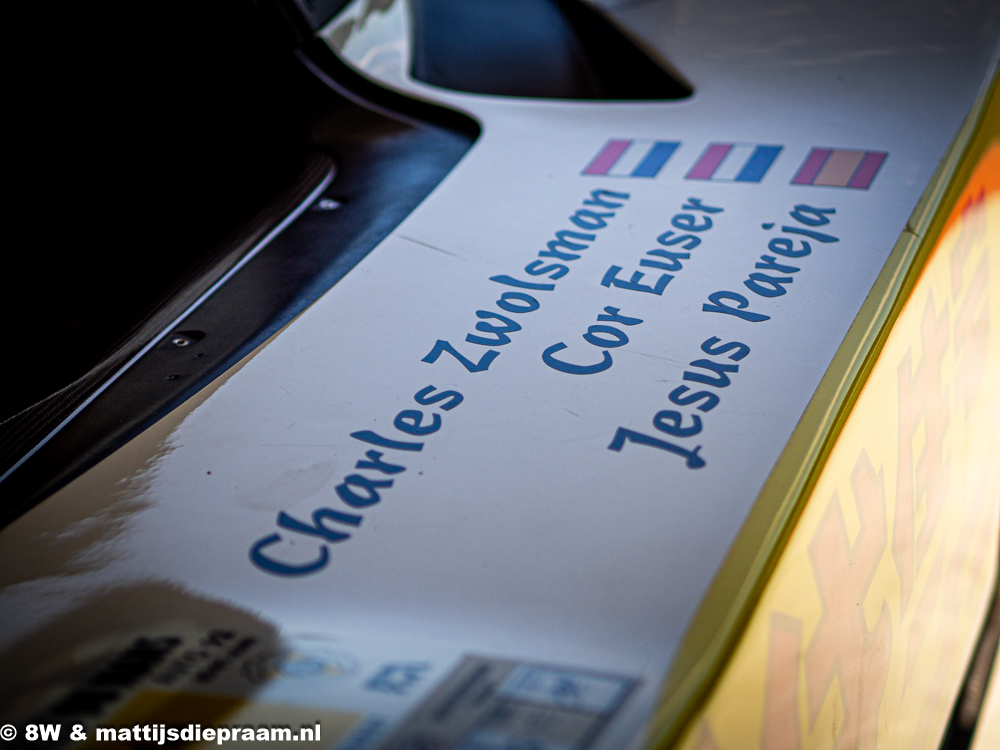 Charles Zwolsman
Cor Euser
Jesus Pareja
© 8W & mattijsdiepraam.nl